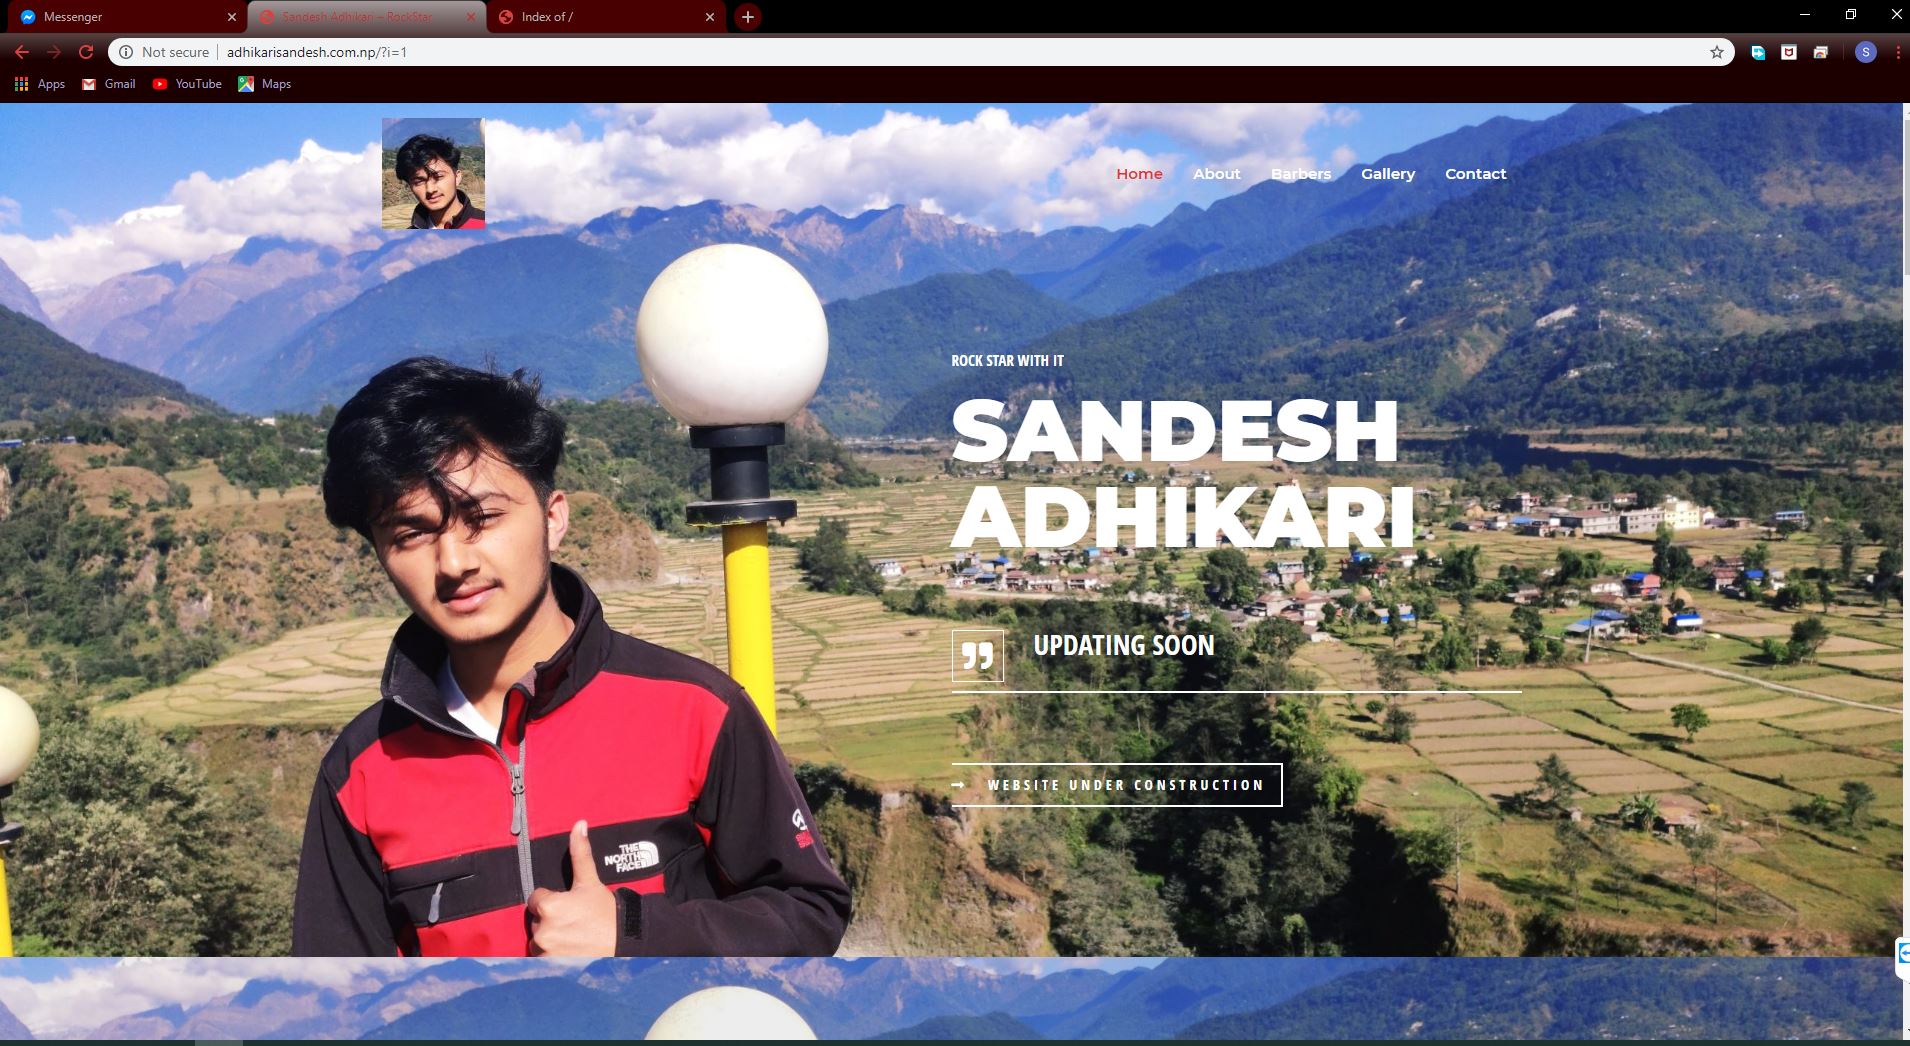 Messenger
Sandesh Adhikari – RockStar
Index of /
Not secure
adhikarisandesh.com.np/?i=1
S
Apps
Gmail
YouTube
Maps
Home
About
Barbers
Gallery
Contact
ROCK STAR WITH IT
SANDESH
ADHIKARI
UPDATING SOON
WEBSITE UNDER CONSTRUCTION
THE
NORTH
FACE